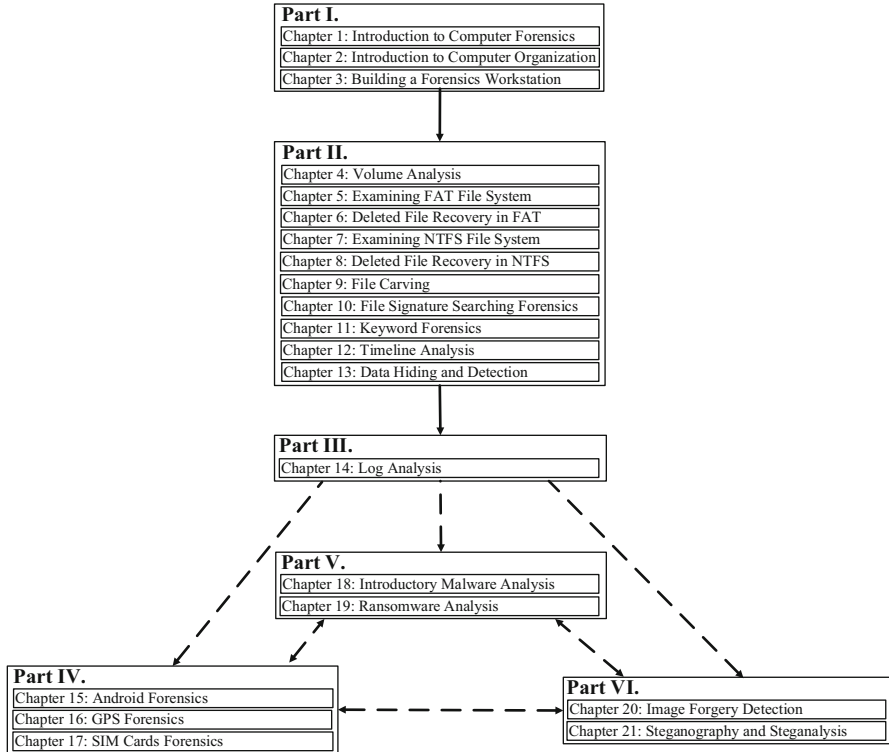 Part I.
Chapter 1: Introduction to Computer Forensics
Chapter 2: Introduction to Computer Organization
Chapter 3: Building a Forensics Workstation
Part II.
Chapter 4: Volume Analysis
Chapter 5: Examining FAT File System
Chapter 6: Deleted File Recovery in FAT
Chapter 7: Examining NTFS File System
Chapter 8: Deleted File Recovery in NTFS
Chapter 9: File Carving
Chapter 10: File Signature Searching Forensics
Chapter 11: Keyword Forensics
Chapter 12: Timeline Analysis
Chapter 13: Data Hiding and Detection
Part III.
Chapter 14: Log Analysis
Part V.
Chapter 18: Introductory Malware Analysis
Chapter 19: Ransomware Analysis
Part IV.
Chapter 15: Android Forensics
Chapter 16: GPS Forensics
Chapter 17: SIM Cards Forensics
Part VI.
Chapter 20: Image Forgery Detection
Chapter 21: Steganography and Steganalysis